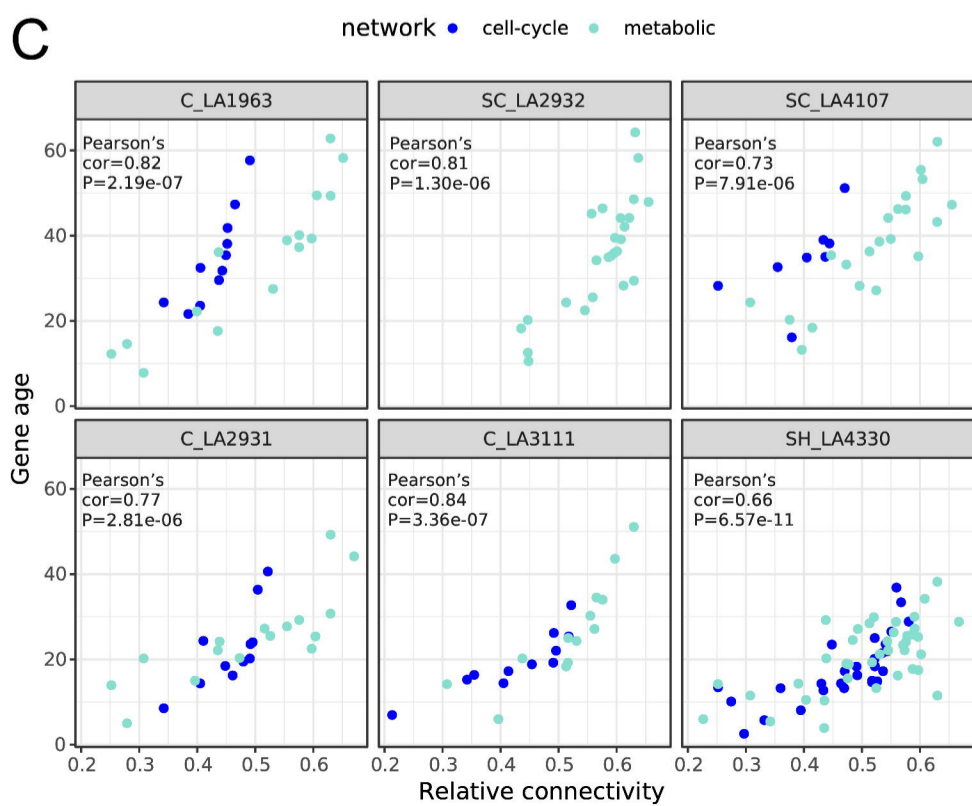 C
network cell-cycle metabolic
C_LA1963 SC_LA2932 SC_LA4107
Pearson's
cor=0.82
P=2.19e-07
Pearson's
cor=0.81
P=1.30e-06
Pearson's
cor=0.73
P=7.91e-06
60
40
20
0
C_LA2931 C_LA3111 SH_LA4330
Pearson's
cor=0.77
P=2.81e-06
Pearson's
cor=0.84
P=3.36e-07
Pearson's
cor=0.66
P=6.57e-11
60
40
20
0
0.2 0.3 0.4 0.5 0.6 0.2 0.3 0.4 0.5 0.6 0.2 0.3 0.4 0.5 0.6
Gene age
Relative connectivity